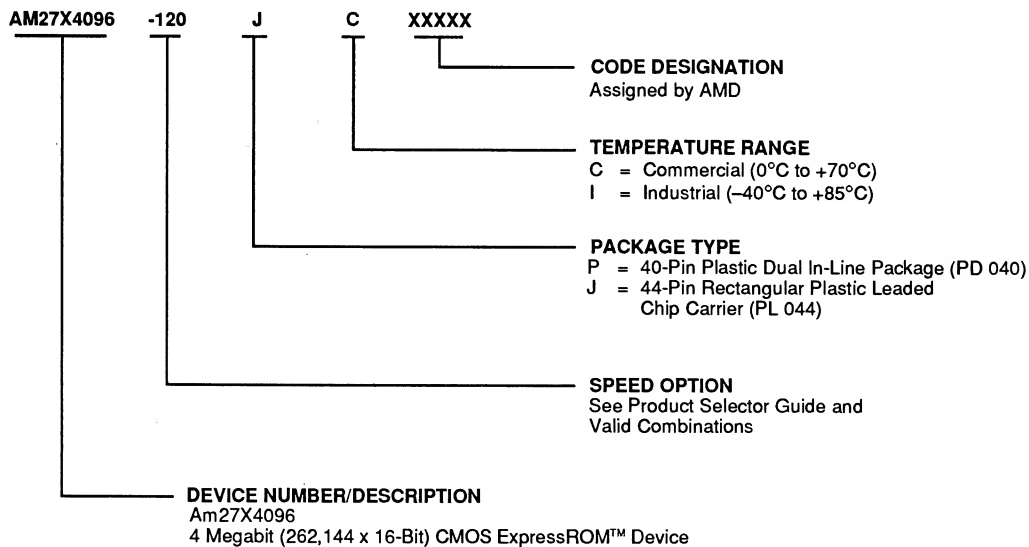 AM27X4096 -120 J C XXXXX
CODE DESIGNATION
Assigned by AMD
TEMPERATURE RANGE
C = Commercial (0°C to +70°C)
I = Industrial (–40°C to +85°C)
PACKAGE TYPE
P = 40-Pin Plastic Dual In-Line Package (PD 040)
J = 44-Pin Rectangular Plastic Leaded
Chip Carrier (PL 044)
SPEED OPTION
See Product Selector Guide and
Valid Combinations
DEVICE NUMBER/DESCRIPTION
Am27X4096
4 Megabit (262,144 x 16-Bit) CMOS ExpressROM™ Device